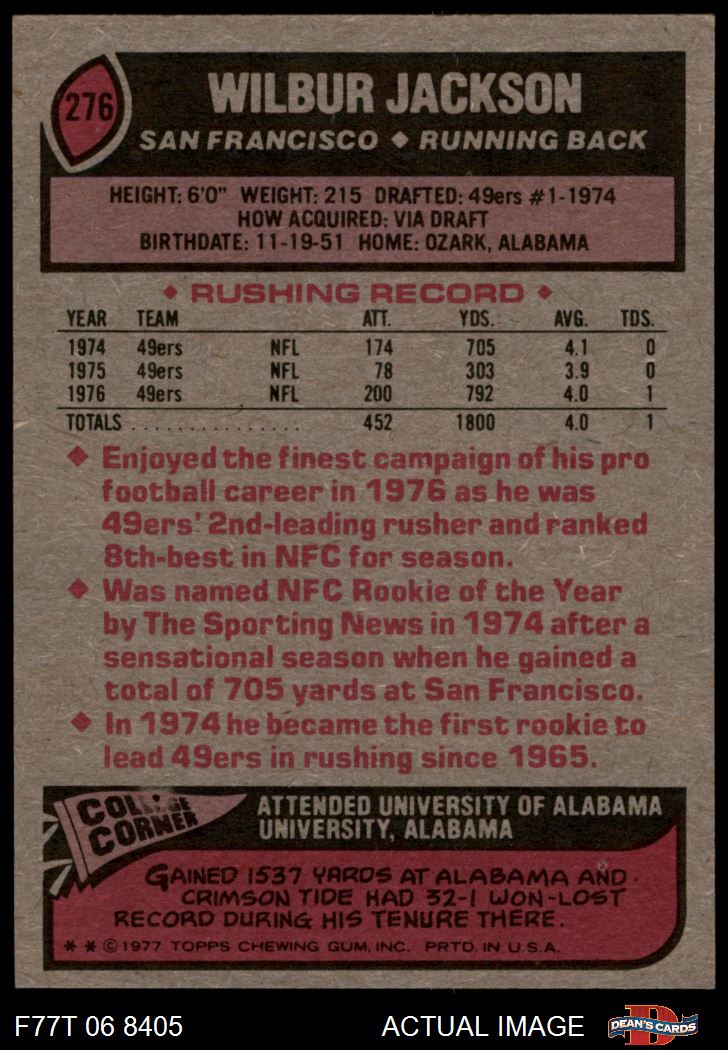 276
WILBUR JACKSON
SAN FRANCISCO ◆ RUNNING BACK
HEIGHT: 6'0" WEIGHT: 215 DRAFTED: 49ers #1-1974
HOW ACQUIRED: VIA DRAFT
BIRTHDATE: 11-19-51 HOME: OZARK, ALABAMA
◆ RUSHING RECORD ◆
YEAR TEAM ATT. YDS. AVG. TDS.
1974 49ers NFL 174 705 4.1 0
1975 49ers NFL 78 303 3.9 0
1976 49ers NFL 200 792 4.0 1
TOTALS . . . . . . . . . . . . . . . 452 1800 4.0 1
◆ Enjoyed the finest campaign of his pro
football career in 1976 as he was
49ers' 2nd-leading rusher and ranked
8th-best in NFC for season.
◆ Was named NFC Rookie of the Year
by The Sporting News in 1974 after a
sensational season when he gained a
total of 705 yards at San Francisco.
◆ In 1974 he became the first rookie to
lead 49ers in rushing since 1965.
COLLEGE
CORNER
ATTENDED UNIVERSITY OF ALABAMA
UNIVERSITY, ALABAMA
GAINED 1537 YARDS AT ALABAMA AND
CRIMSON TIDE HAD 32-1 WON-LOST
RECORD DURING HIS TENURE THERE.
* * © 1977 TOPPS CHEWING GUM, INC. PRTD. IN U.S.A.
F77T 06 8405 ACTUAL IMAGE
D
DEAN'S CARDS